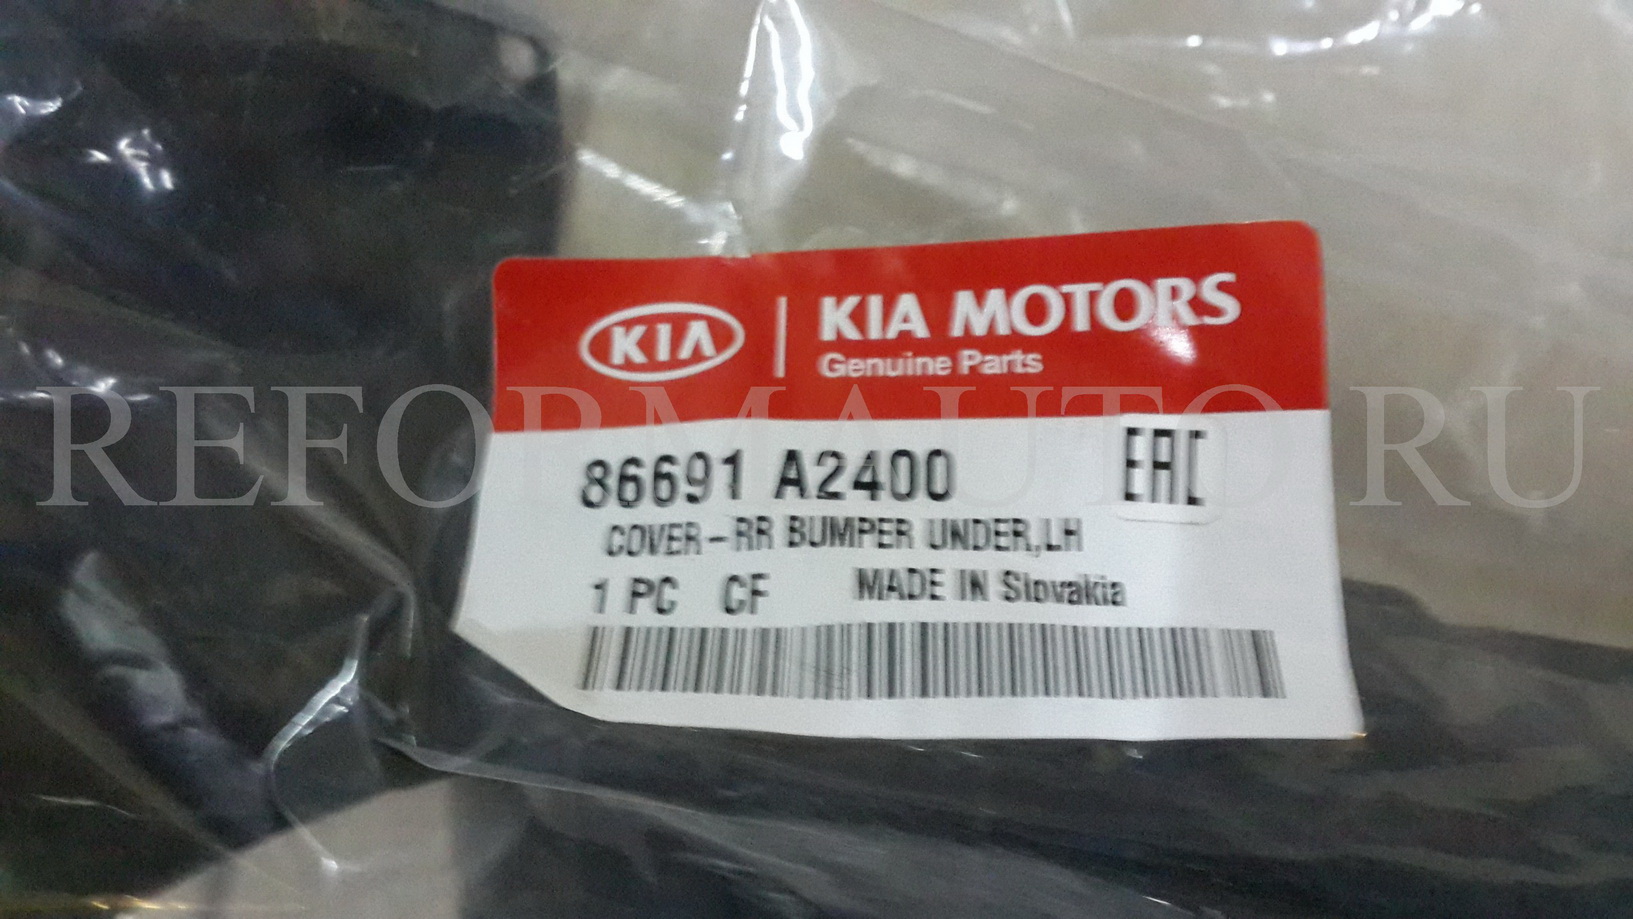 KIA
KIA MOTORS
Genuine Parts
REFORMAUTO RU
86691 A2400
EAC
COVER-RR BUMPER UNDER,LH
1 PC CF MADE IN Slovakia